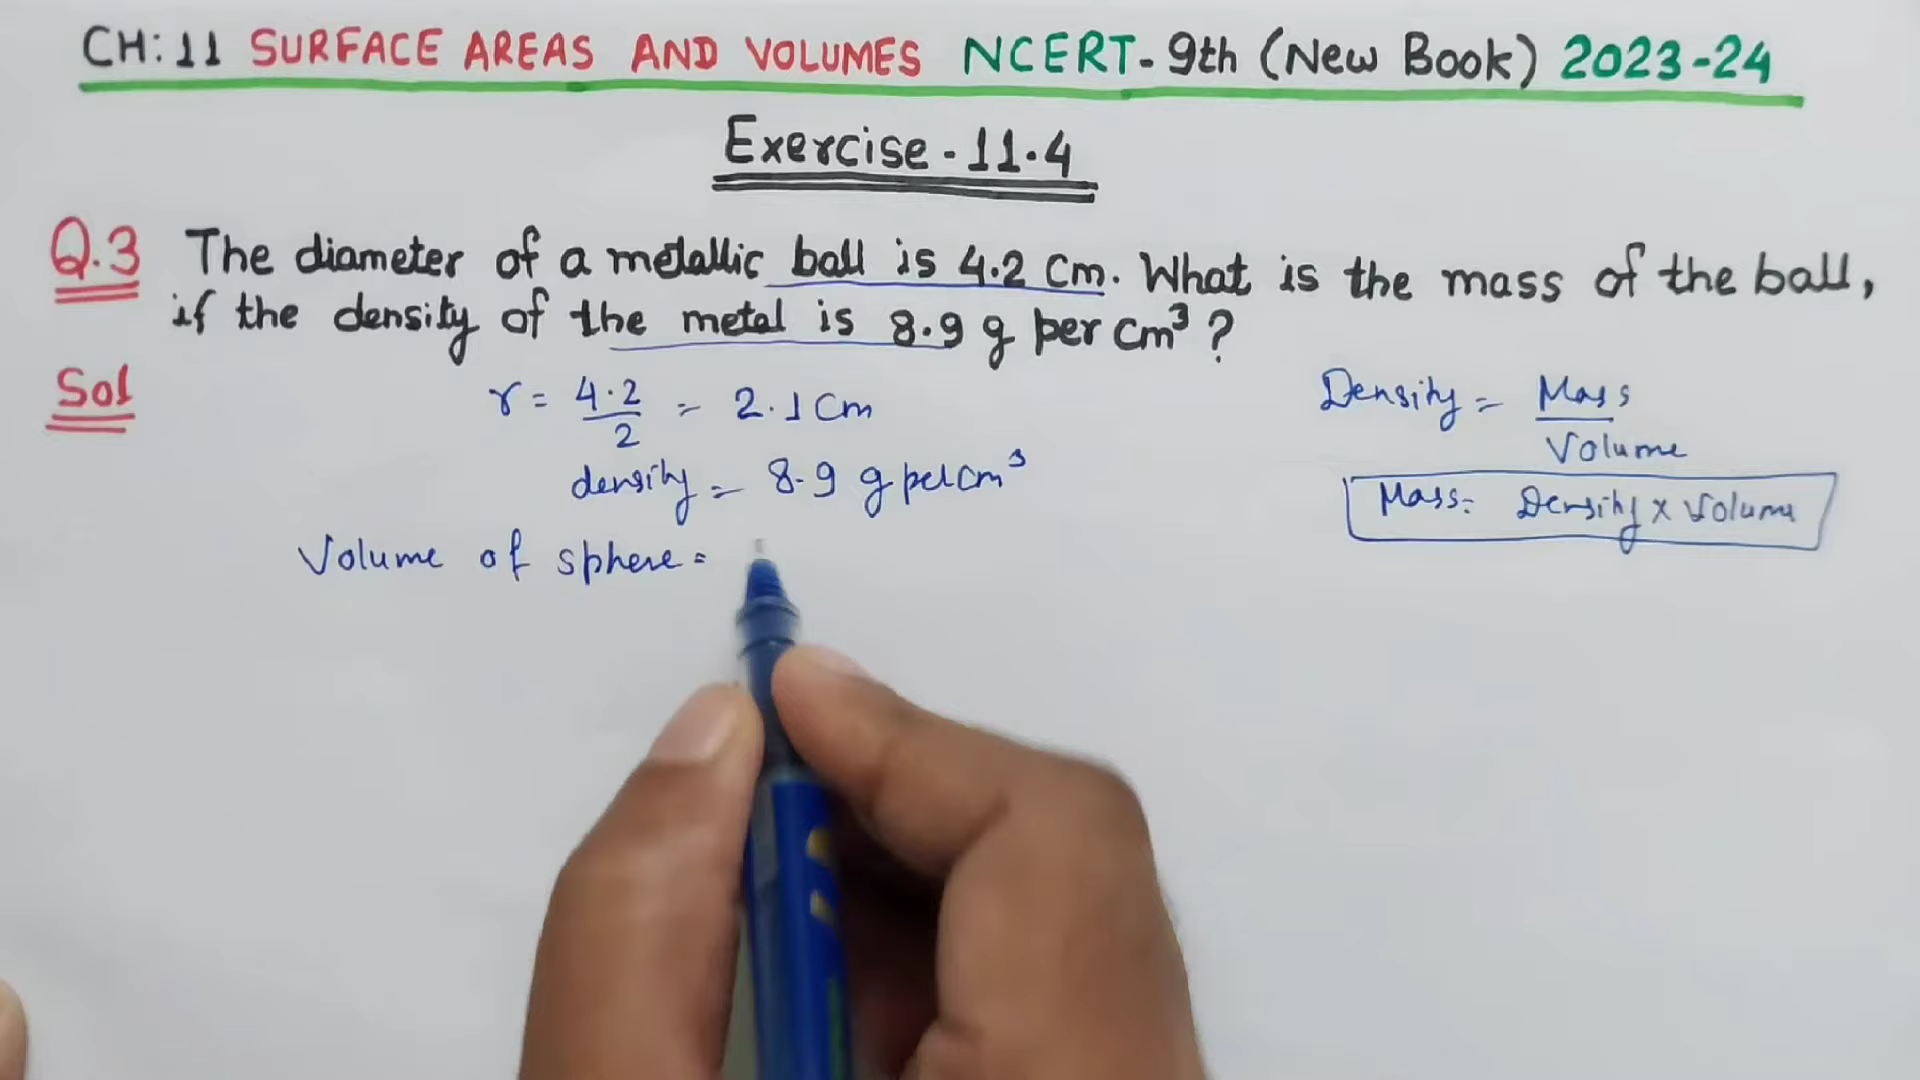 CH: 11 SURFACE AREAS AND VOLUMES NCERT- 9th (New Book) 2023-24
Exercise-11.4
Q.3 The diameter of a metallic ball is 4.2 Cm. What is the mass of the ball,
if the density of the metal is 8.9 g per cm³ ?
Sol
r = 4.2/2 = 2.1 Cm
density = 8.9 g per cm³
Volume of sphere =
Density = Mass/Volume
Mass = Density x Volume